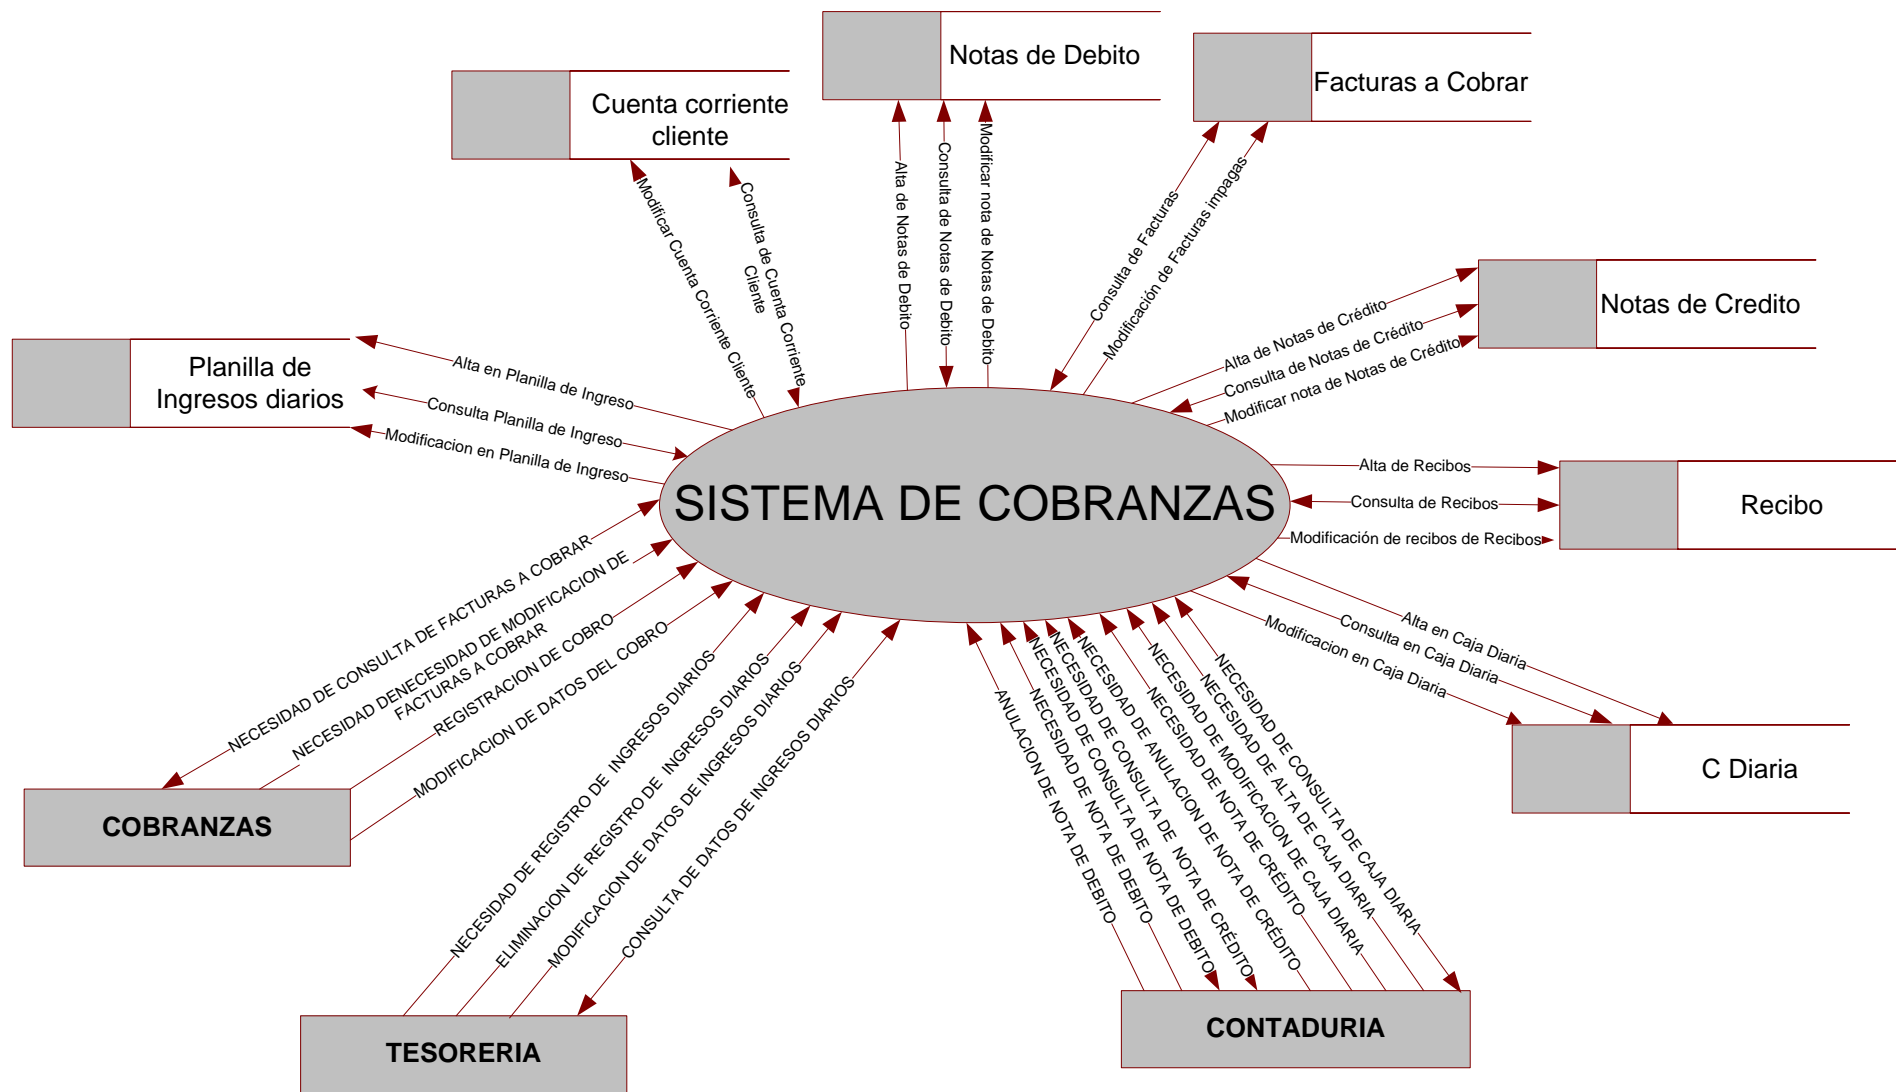 Notas de Debito
Facturas a Cobrar
Cuenta corriente
cliente
Notas de Credito
Planilla de
Ingresos diarios
Recibo
C Diaria
SISTEMA DE COBRANZAS
COBRANZAS
TESORERIA
CONTADURIA
Alta en Planilla de Ingreso
Consulta Planilla de Ingreso
Modificacion en Planilla de Ingreso
Modificar Cuenta Corriente Cliente
Consulta de Cuenta Corriente
Cliente
Alta de Notas de Debito
Consulta de Notas de Debito
Modificar nota de Notas de Debito
Consulta de Facturas
Modificación de Facturas impagas
Alta de Notas de Crédito
Consulta de Notas de Crédito
Modificar nota de Notas de Crédito
Alta de Recibos
Consulta de Recibos
Modificación de recibos de Recibos
Alta en Caja Diaria
Consulta en Caja Diaria
Modificacion en Caja Diaria
NECESIDAD DE CONSULTA DE FACTURAS A COBRAR
NECESIDAD DENECESIDAD DE MODIFICACION DE
FACTURAS A COBRAR
REGISTRACION DE COBRO
MODIFICACION DE DATOS DEL COBRO
NECESIDAD DE REGISTRO DE INGRESOS DIARIOS
ELIMINACION DE REGISTRO DE INGRESOS DIARIOS
MODIFICACION DE DATOS DE INGRESOS DIARIOS
CONSULTA DE DATOS DE INGRESOS DIARIOS
ANULACION DE NOTA DE DEBITO
NECESIDAD DE NOTA DE DEBITO
NECESIDAD DE CONSULTA DE NOTA DE DEBITO
NECESIDAD DE CONSULTA DE NOTA DE CRÉDITO
NECESIDAD DE ANULACION DE NOTA DE CRÉDITO
NECESIDAD DE NOTA DE CRÉDITO
NECESIDAD DE MODIFICACION DE CAJA DIARIA
NECESIDAD DE ALTA DE CAJA DIARIA
NECESIDAD DE CONSULTA DE CAJA DIARIA